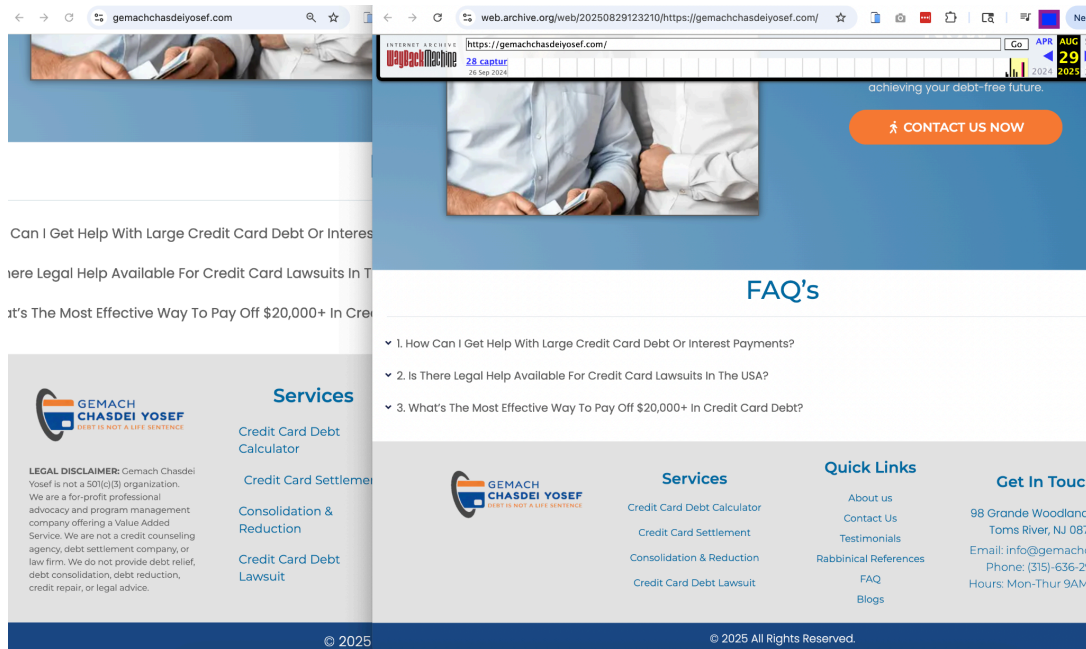 gemachchasdeiyosef.com
Can I Get Help With Large Credit Card Debt Or Interes
ere Legal Help Available For Credit Card Lawsuits In T
at's The Most Effective Way To Pay Off $20,000+ In Cre
GEMACH
CHASDEI YOSEF
DEBT IS NOT A LIFE SENTENCE
LEGAL DISCLAIMER: Gemach Chasdei
Yosef is not a 501(c)(3) organization.
We are a for-profit professional
advocacy and program management
company offering a Value Added
Service. We are not a credit counseling
agency, debt settlement company, or
law firm. We do not provide debt relief,
debt consolidation, debt reduction,
credit repair, or legal advice.
Services
Credit Card Debt
Calculator
Credit Card Settlemen
Consolidation &
Reduction
Credit Card Debt
Lawsuit
© 2025
web.archive.org/web/20250829123210/https://gemachchasdeiyosef.com/
Ne
INTERNET ARCHIVE
WayBackMachine
https://gemachchasdeiyosef.com/
Go
APR
AUG
28 captur
26 Sep 2024
29
2024
2025
achieving your debt-free future.
CONTACT US NOW
FAQ's
1. How Can I Get Help With Large Credit Card Debt Or Interest Payments?
2. Is There Legal Help Available For Credit Card Lawsuits In The USA?
3. What's The Most Effective Way To Pay Off $20,000+ In Credit Card Debt?
GEMACH
CHASDEI YOSEF
DEBT IS NOT A LIFE SENTENCE
Services
Credit Card Debt Calculator
Credit Card Settlement
Consolidation & Reduction
Credit Card Debt Lawsuit
Quick Links
About us
Contact Us
Testimonials
Rabbinical References
FAQ
Blogs
Get In Touc
98 Grande Woodland
Toms River, NJ 087
Email: info@gemachc
Phone: (315)-636-2
Hours: Mon-Thur 9AM
© 2025 All Rights Reserved.